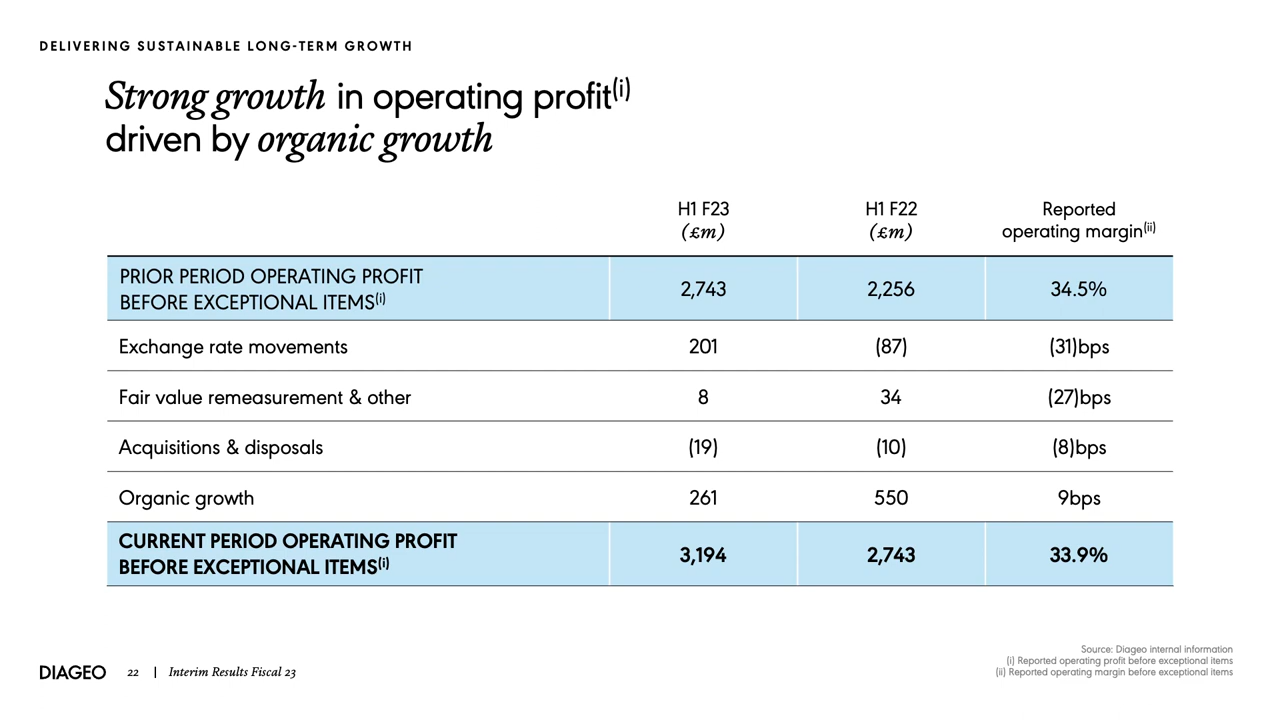 DELIVERING SUSTAINABLE LONG-TERM GROWTH
Strong growth in operating profit(i)
driven by organic growth
H1 F23 (£m)
H1 F22 (£m)
Reported operating margin(ii)
PRIOR PERIOD OPERATING PROFIT BEFORE EXCEPTIONAL ITEMS(i) 2,743 2,256 34.5%
Exchange rate movements 201 (87) (31)bps
Fair value remeasurement & other 8 34 (27)bps
Acquisitions & disposals (19) (10) (8)bps
Organic growth 261 550 9bps
CURRENT PERIOD OPERATING PROFIT BEFORE EXCEPTIONAL ITEMS(i) 3,194 2,743 33.9%
DIAGEO 22 | Interim Results Fiscal 23
Source: Diageo internal information
(i) Reported operating profit before exceptional items
(ii) Reported operating margin before exceptional items